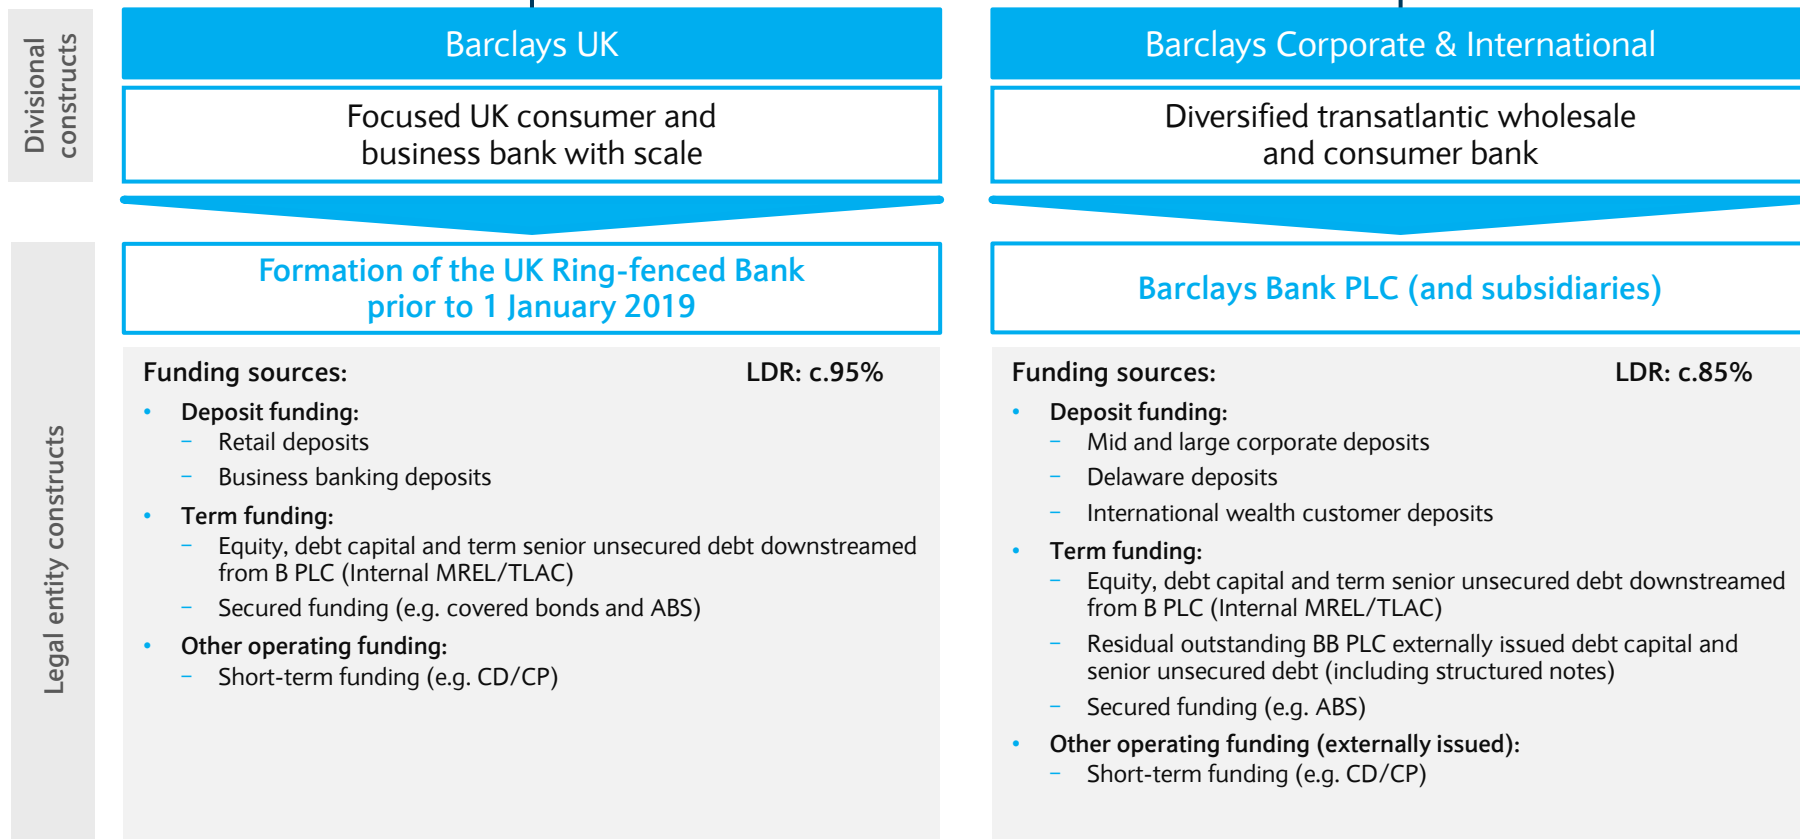 Divisional
constructs
Barclays UK
Focused UK consumer and
business bank with scale
Barclays Corporate & International
Diversified transatlantic wholesale
and consumer bank
Legal entity constructs
Formation of the UK Ring-fenced Bank
prior to 1 January 2019
Funding sources: LDR: c.95%
• Deposit funding:
– Retail deposits
– Business banking deposits
• Term funding:
– Equity, debt capital and term senior unsecured debt downstreamed
from B PLC (Internal MREL/TLAC)
– Secured funding (e.g. covered bonds and ABS)
• Other operating funding:
– Short-term funding (e.g. CD/CP)
Barclays Bank PLC (and subsidiaries)
Funding sources: LDR: c.85%
• Deposit funding:
– Mid and large corporate deposits
– Delaware deposits
– International wealth customer deposits
• Term funding:
– Equity, debt capital and term senior unsecured debt downstreamed
from B PLC (Internal MREL/TLAC)
– Residual outstanding BB PLC externally issued debt capital and
senior unsecured debt (including structured notes)
– Secured funding (e.g. ABS)
• Other operating funding (externally issued):
– Short-term funding (e.g. CD/CP)